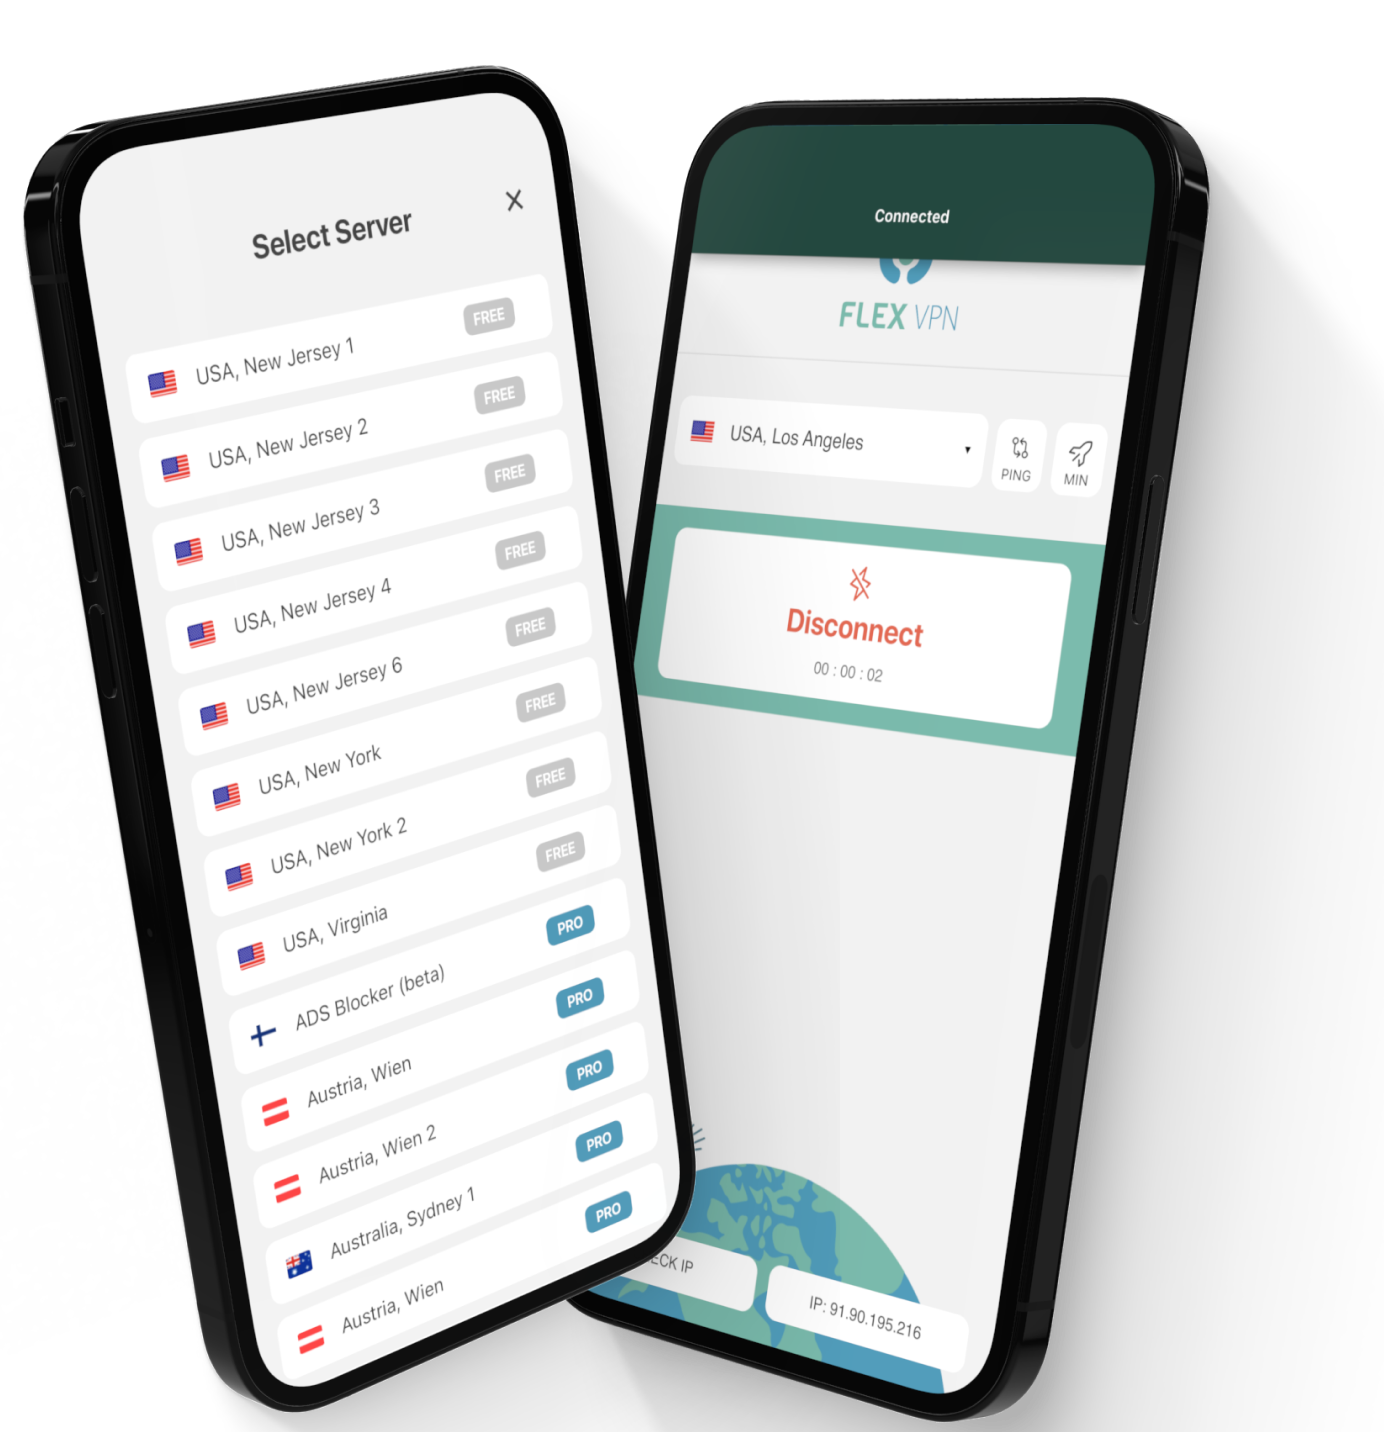 Select Server
USA, New Jersey 1
FREE
USA, New Jersey 2
FREE
USA, New Jersey 3
FREE
USA, New Jersey 4
FREE
USA, New Jersey 6
FREE
USA, New York
FREE
USA, New York 2
FREE
USA, Virginia
FREE
ADS Blocker (beta)
PRO
Austria, Wien
PRO
Austria, Wien 2
PRO
Australia, Sydney 1
PRO
Austria, Wien
PRO
Connected
FLEX VPN
USA, Los Angeles
PING
MIN
Disconnect
00 : 00 : 02
ECK IP
IP: 91.90.195.216